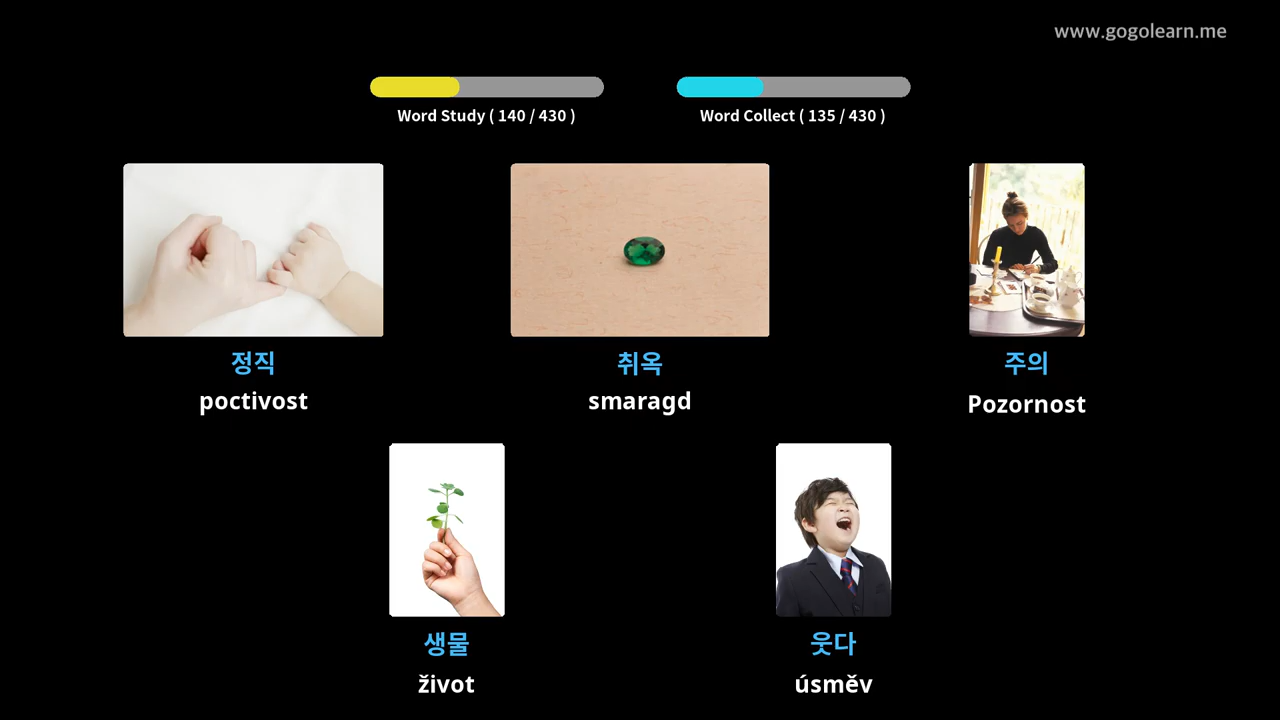 www.gogolearn.me
Word Study ( 140 / 430 )
Word Collect ( 135 / 430 )
정직
poctivost
취옥
smaragd
주의
Pozornost
생물
život
웃다
úsměv